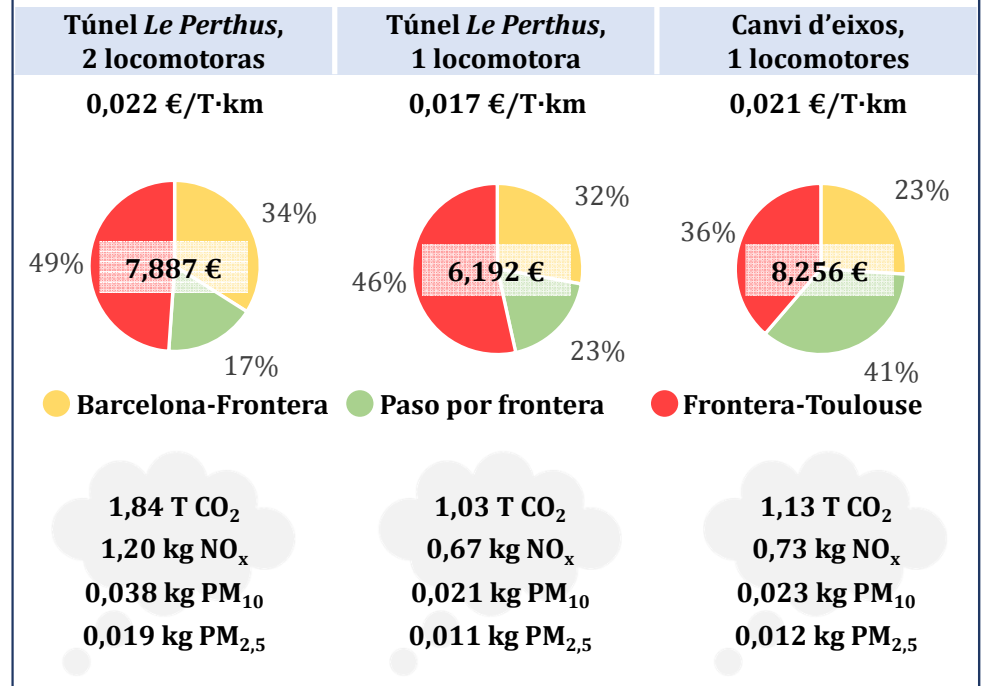 Túnel Le Perthus,
2 locomotoras
Túnel Le Perthus,
1 locomotora
Canvi d'eixos,
1 locomotores
0,022 €/T·km
0,017 €/T·km
0,021 €/T·km
34%
49%
7,887 €
17%
32%
46%
6,192 €
23%
23%
36%
8,256 €
41%
Barcelona-Frontera
Paso por frontera
Frontera-Toulouse
1,84 T CO₂
1,20 kg NOₓ
0,038 kg PM₁₀
0,019 kg PM₂,₅
1,03 T CO₂
0,67 kg NOₓ
0,021 kg PM₁₀
0,011 kg PM₂,₅
1,13 T CO₂
0,73 kg NOₓ
0,023 kg PM₁₀
0,012 kg PM₂,₅